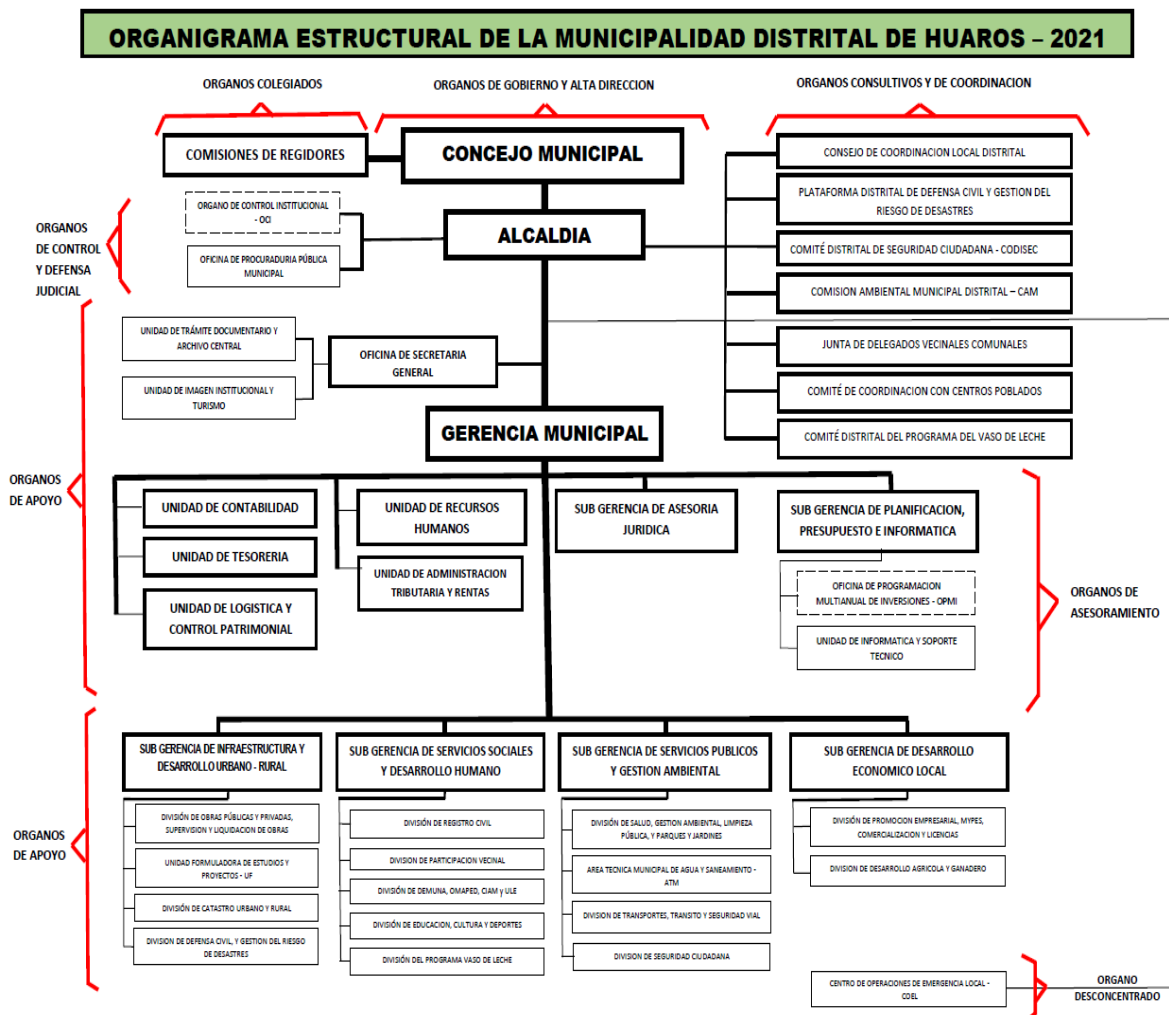 ORGANIGRAMA ESTRUCTURAL DE LA MUNICIPALIDAD DISTRITAL DE HUAROS – 2021
ORGANOS COLEGIADOS
ORGANOS DE GOBIERNO Y ALTA DIRECCION
ORGANOS CONSULTIVOS Y DE COORDINACION
COMISIONES DE REGIDORES
CONCEJO MUNICIPAL
CONSEJO DE COORDINACION LOCAL DISTRITAL
PLATAFORMA DISTRITAL DE DEFENSA CIVIL Y GESTION DEL
RIESGO DE DESASTRES
COMITÉ DISTRITAL DE SEGURIDAD CIUDADANA - CODISEC
COMISION AMBIENTAL MUNICIPAL DISTRITAL – CAM
JUNTA DE DELEGADOS VECINALES COMUNALES
COMITÉ DE COORDINACION CON CENTROS POBLADOS
COMITÉ DISTRITAL DEL PROGRAMA DEL VASO DE LECHE
ORGANOS
DE CONTROL
Y DEFENSA
JUDICIAL
ORGANO DE CONTROL INSTITUCIONAL
- OCI
OFICINA DE PROCURADURIA PÚBLICA
MUNICIPAL
ALCALDIA
UNIDAD DE TRÁMITE DOCUMENTARIO Y
ARCHIVO CENTRAL
UNIDAD DE IMAGEN INSTITUCIONAL Y
TURISMO
OFICINA DE SECRETARIA
GENERAL
GERENCIA MUNICIPAL
ORGANOS
DE APOYO
UNIDAD DE CONTABILIDAD
UNIDAD DE TESORERIA
UNIDAD DE LOGISTICA Y
CONTROL PATRIMONIAL
UNIDAD DE RECURSOS
HUMANOS
UNIDAD DE ADMINISTRACION
TRIBUTARIA Y RENTAS
SUB GERENCIA DE ASESORIA
JURIDICA
SUB GERENCIA DE PLANIFICACION,
PRESUPUESTO E INFORMATICA
OFICINA DE PROGRAMACION
MULTIANUAL DE INVERSIONES - OPMI
UNIDAD DE INFORMATICA Y SOPORTE
TECNICO
ORGANOS DE
ASESORAMIENTO
ORGANOS
DE APOYO
SUB GERENCIA DE INFRAESTRUCTURA Y
DESARROLLO URBANO - RURAL
DIVISIÓN DE OBRAS PÚBLICAS Y PRIVADAS,
SUPERVISION Y LIQUIDACION DE OBRAS
UNIDAD FORMULADORA DE ESTUDIOS Y
PROYECTOS - UF
DIVISIÓN DE CATASTRO URBANO Y RURAL
DIVISION DE DEFENSA CIVIL, Y GESTION DEL RIESGO
DE DESASTRES
SUB GERENCIA DE SERVICIOS SOCIALES
Y DESARROLLO HUMANO
DIVISIÓN DE REGISTRO CIVIL
DIVISION DE PARTICIPACION VECINAL
DIVISIÓN DE DEMUNA, OMAPED, CIAM y ULE
DIVISIÓN DE EDUCACION, CULTURA Y DEPORTES
DIVISIÓN DEL PROGRAMA VASO DE LECHE
SUB GERENCIA DE SERVICIOS PUBLICOS
Y GESTION AMBIENTAL
DIVISIÓN DE SALUD, GESTION AMBIENTAL, LIMPIEZA
PÚBLICA, Y PARQUES Y JARDINES
AREA TECNICA MUNICIPAL DE AGUA Y SANEAMIENTO -
ATM
DIVISION DE TRANSPORTES, TRANSITO Y SEGURIDAD VIAL
DIVISION DE SEGURIDAD CIUDADANA
SUB GERENCIA DE DESARROLLO
ECONOMICO LOCAL
DIVISIÓN DE PROMOCION EMPRESARIAL, MYPES,
COMERCIALIZACION Y LICENCIAS
DIVISION DE DESARROLLO AGRICOLA Y GANADERO
CENTRO DE OPERACIONES DE EMERGENCIA LOCAL -
COEL
ORGANO
DESCONCENTRADO